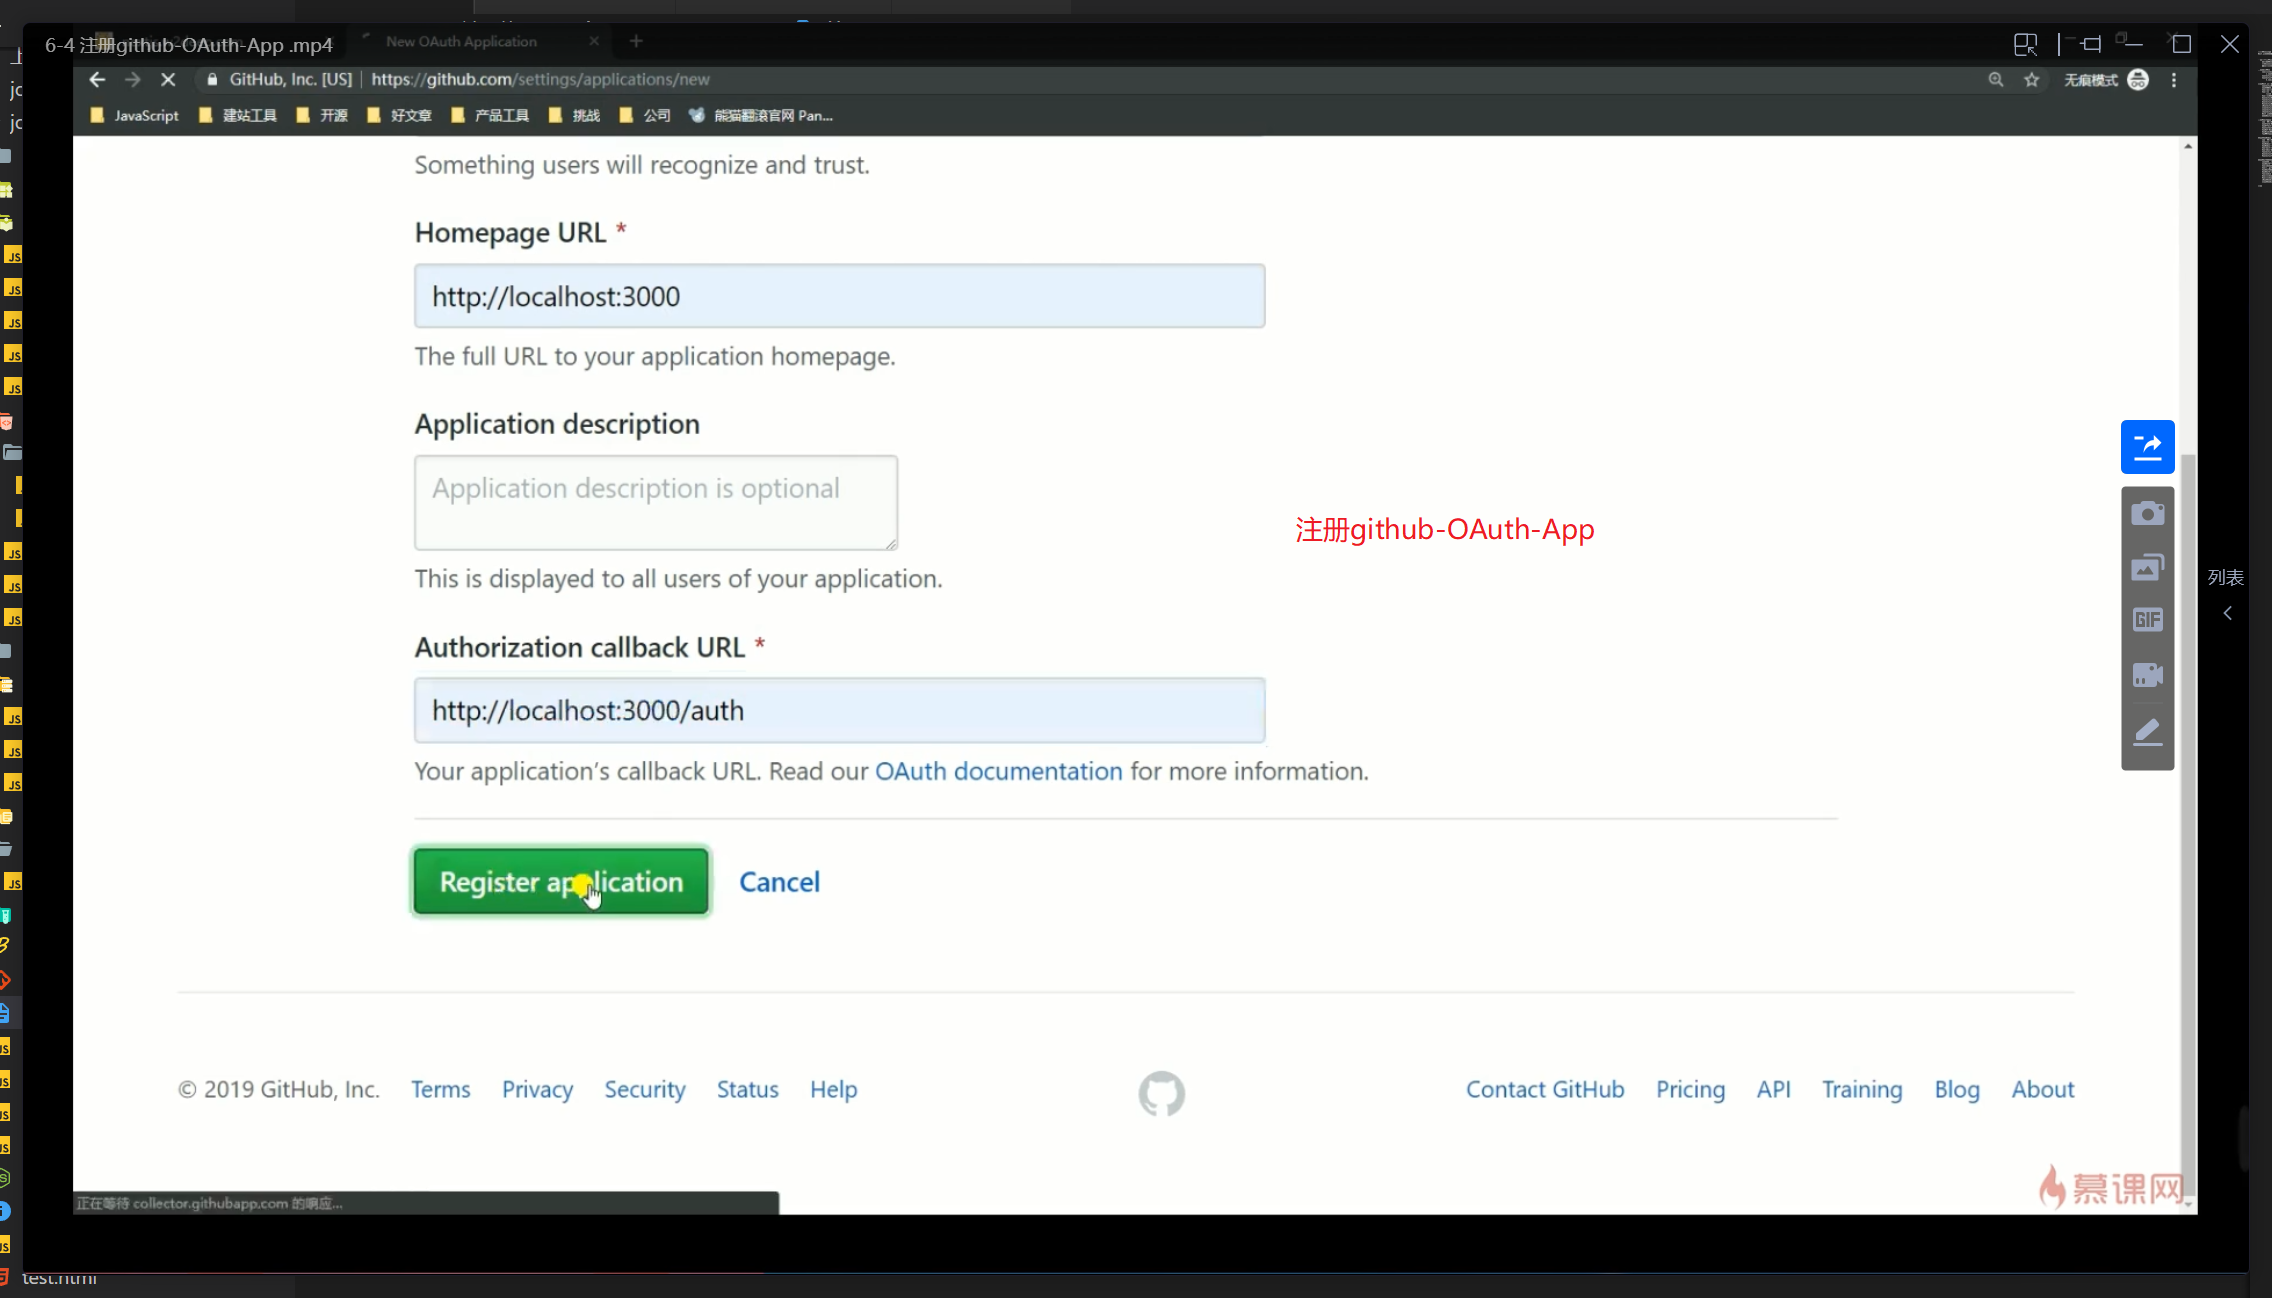 6-4 注册github-OAuth-App .mp4
New OAuth Application
GitHub, Inc. [US] | https://github.com/settings/applications/new
无痕模式
JavaScript 建站工具 开源 好文章 产品工具 挑战 公司 熊猫翻滚官网 Pan...
Something users will recognize and trust.
Homepage URL *
http://localhost:3000
The full URL to your application homepage.
Application description
Application description is optional
注册github-OAuth-App
This is displayed to all users of your application.
Authorization callback URL *
http://localhost:3000/auth
Your application's callback URL. Read our OAuth documentation for more information.
Register application Cancel
GIF
列表
© 2019 GitHub, Inc. Terms Privacy Security Status Help Contact GitHub Pricing API Training Blog About
慕课网
正在等待 collector.githubapp.com 的响应...
test.html